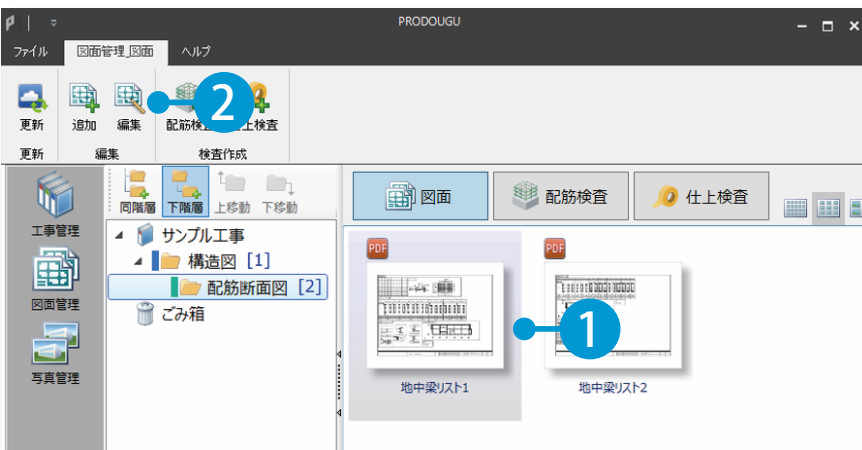 PRODOUGU
ファイル 図面管理_図面 ヘルプ
更新 追加 編集 配筋検査 仕上検査
2
更新 編集 検査作成
同階層 下階層 上移動 下移動
図面 配筋検査 仕上検査
工事管理
図面管理
写真管理
サンプル工事
構造図 [1]
配筋断面図 [2]
ごみ箱
PDF PDF
1
地中梁リスト1 地中梁リスト2